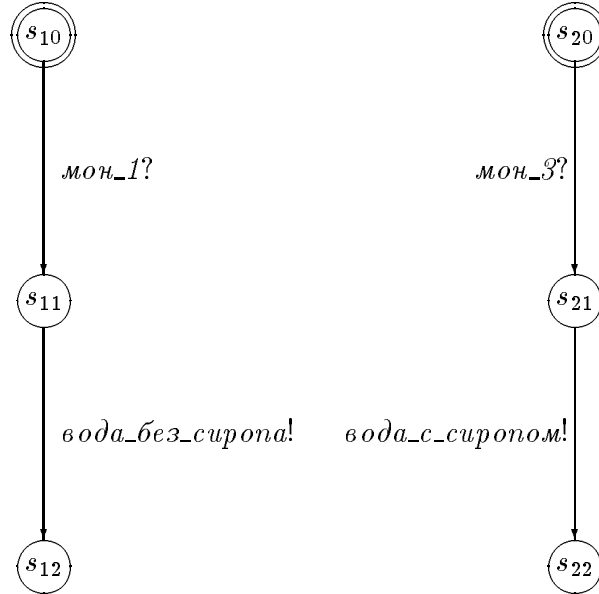 s10 s20
мон_1? мон_3?
s11 s21
вода_без_сиропа! вода_с_сиропом!
s12 s22